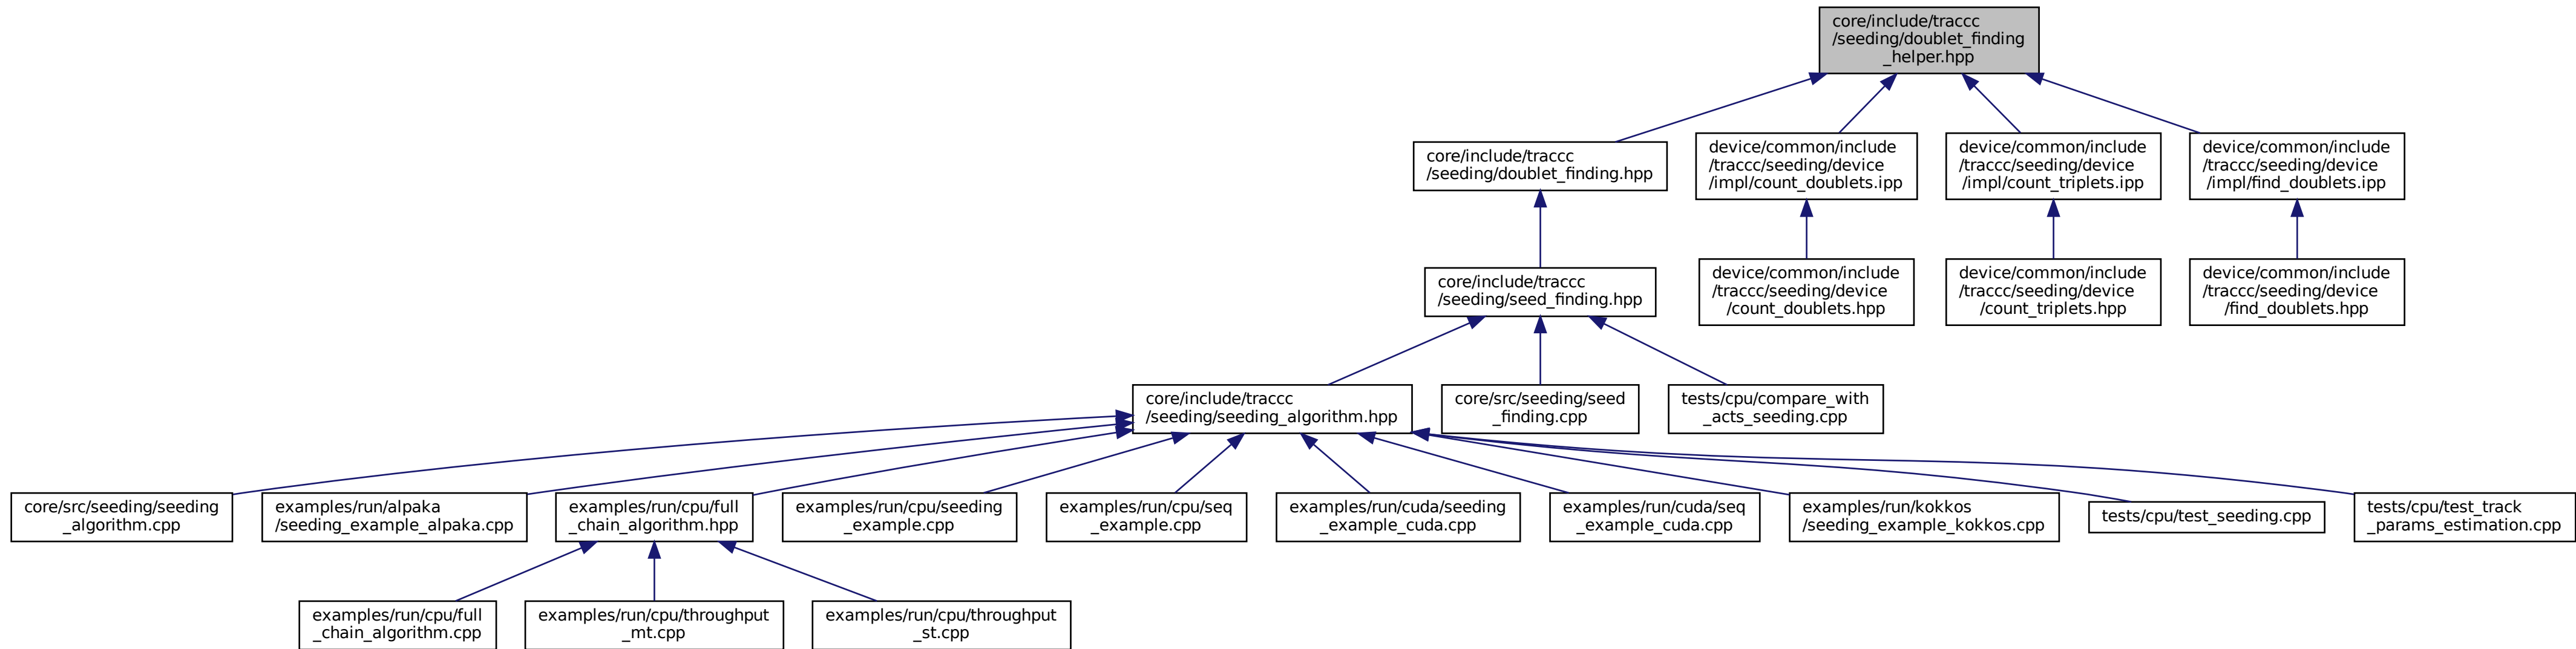 core/include/traccc
/seeding/doublet_finding
_helper.hpp
core/include/traccc
/seeding/doublet_finding.hpp
device/common/include
/traccc/seeding/device
/impl/count_doublets.ipp
device/common/include
/traccc/seeding/device
/impl/count_triplets.ipp
device/common/include
/traccc/seeding/device
/impl/find_doublets.ipp
core/include/traccc
/seeding/seed_finding.hpp
device/common/include
/traccc/seeding/device
/count_doublets.hpp
device/common/include
/traccc/seeding/device
/count_triplets.hpp
device/common/include
/traccc/seeding/device
/find_doublets.hpp
core/include/traccc
/seeding/seeding_algorithm.hpp
core/src/seeding/seed
_finding.cpp
tests/cpu/compare_with
_acts_seeding.cpp
core/src/seeding/seeding
_algorithm.cpp
examples/run/alpaka
/seeding_example_alpaka.cpp
examples/run/cpu/full
_chain_algorithm.hpp
examples/run/cpu/seeding
_example.cpp
examples/run/cpu/seq
_example.cpp
examples/run/cuda/seeding
_example_cuda.cpp
examples/run/cuda/seq
_example_cuda.cpp
examples/run/kokkos
/seeding_example_kokkos.cpp
tests/cpu/test_seeding.cpp
tests/cpu/test_track
_params_estimation.cpp
examples/run/cpu/full
_chain_algorithm.cpp
examples/run/cpu/throughput
_mt.cpp
examples/run/cpu/throughput
_st.cpp